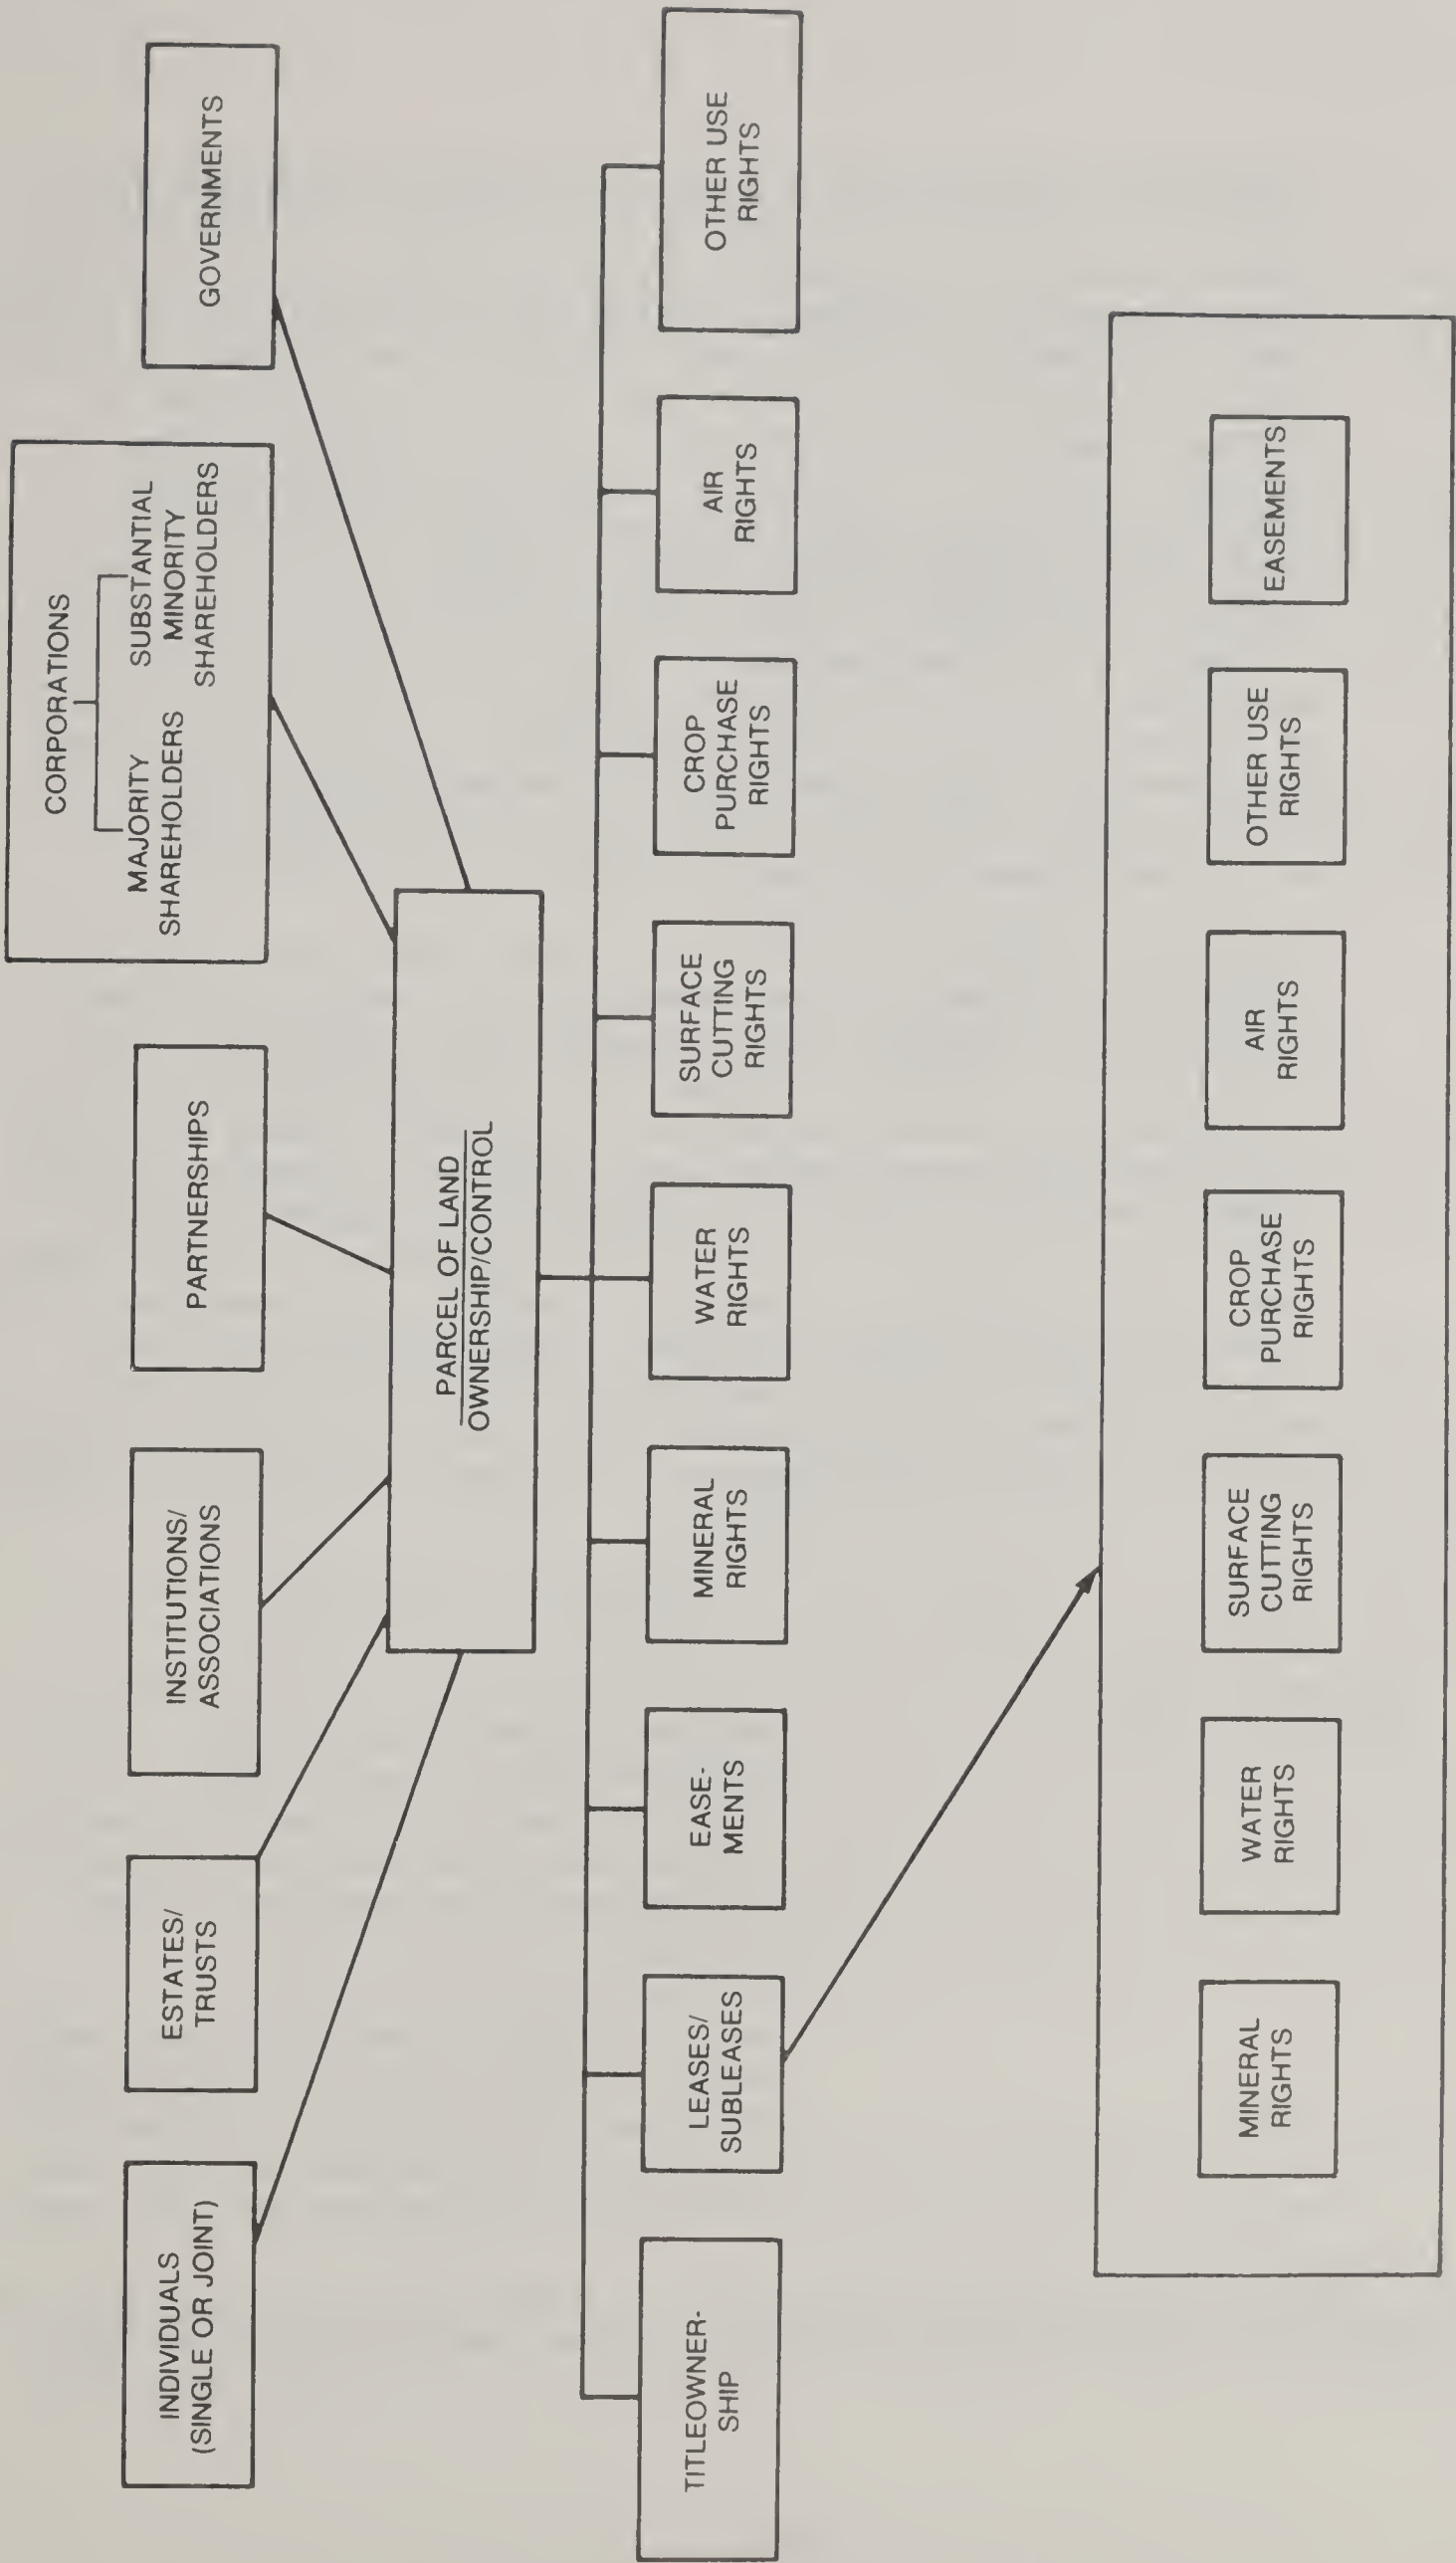 INDIVIDUALS
(SINGLE OR JOINT)
ESTATES/
TRUSTS
INSTITUTIONS/
ASSOCIATIONS
PARTNERSHIPS
CORPORATIONS
MAJORITY
SHAREHOLDERS
SUBSTANTIAL
MINORITY
SHAREHOLDERS
GOVERNMENTS
PARCEL OF LAND
OWNERSHIP/CONTROL
TITLEOWNER-
SHIP
LEASES/
SUBLEASES
EASE-
MENTS
MINERAL
RIGHTS
WATER
RIGHTS
SURFACE
CUTTING
RIGHTS
CROP
PURCHASE
RIGHTS
AIR
RIGHTS
OTHER USE
RIGHTS
MINERAL
RIGHTS
WATER
RIGHTS
SURFACE
CUTTING
RIGHTS
CROP
PURCHASE
RIGHTS
AIR
RIGHTS
OTHER USE
RIGHTS
EASEMENTS